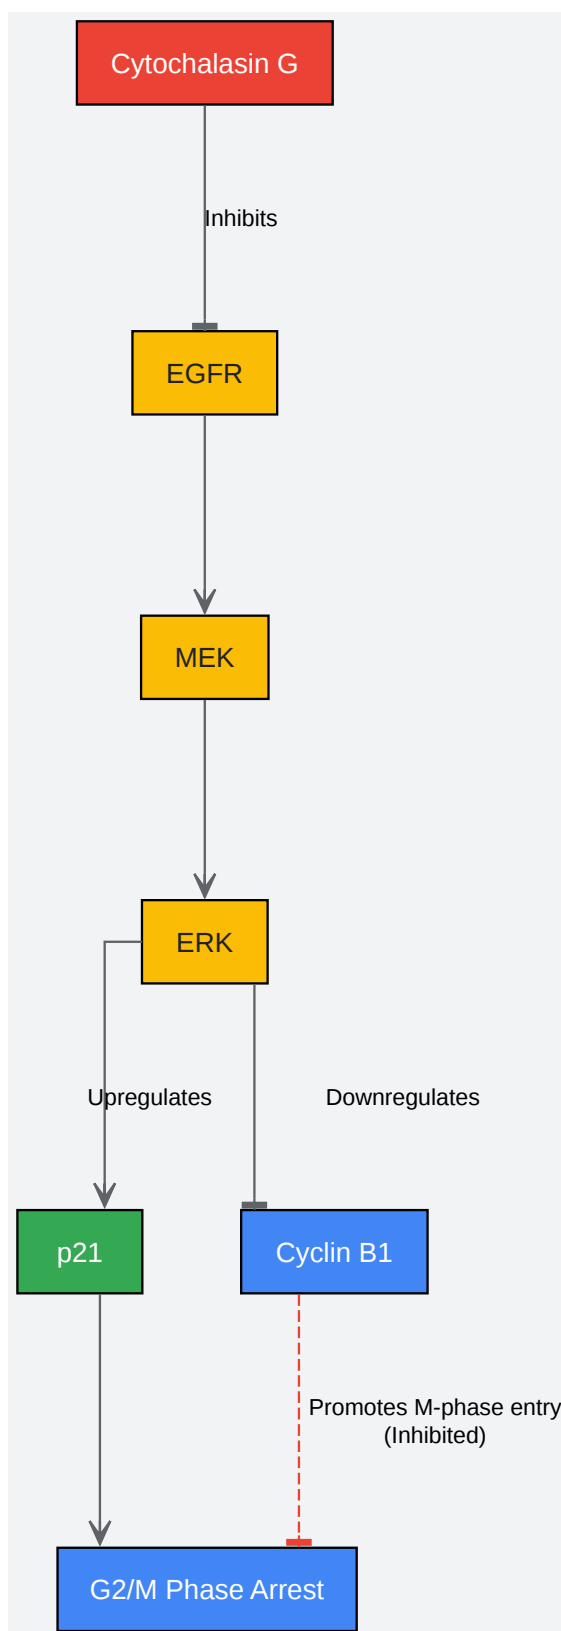 Cytochalasin G
Inhibits
EGFR
MEK
ERK
Upregulates
Downregulates
p21
Cyclin B1
Promotes M-phase entry
(Inhibited)
G2/M Phase Arrest